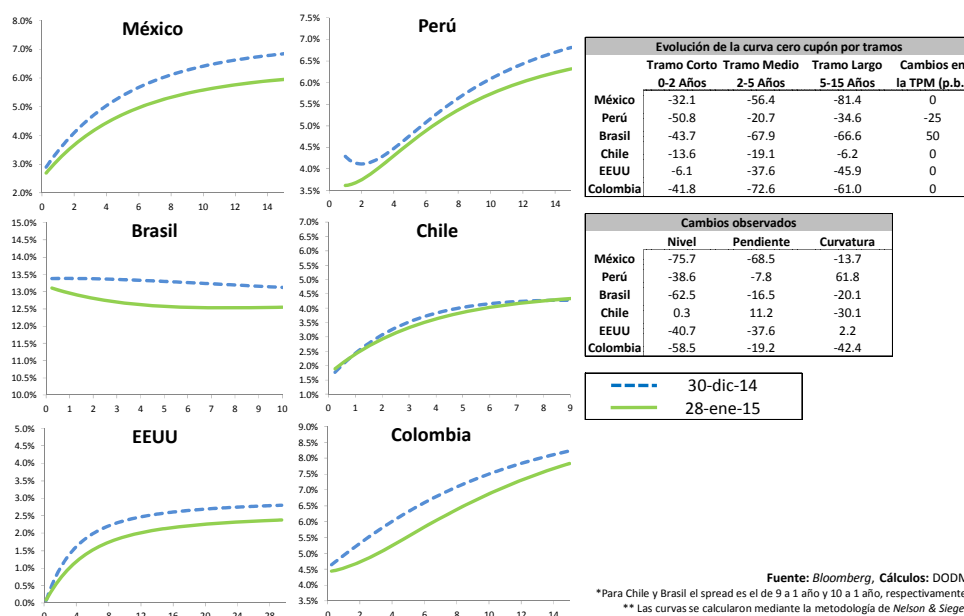 México
8.0%
7.0%
6.0%
5.0%
4.0%
3.0%
2.0%
0 2 4 6 8 10 12 14
Perú
7.5%
7.0%
6.5%
6.0%
5.5%
5.0%
4.5%
4.0%
3.5%
0 2 4 6 8 10 12 14
Brasil
15.0%
14.5%
14.0%
13.5%
13.0%
12.5%
12.0%
11.5%
11.0%
10.5%
10.0%
0 1 2 3 4 5 6 7 8 9 10
Chile
7.0%
6.0%
5.5%
5.0%
4.5%
4.0%
3.5%
3.0%
2.5%
2.0%
1.5%
1.0%
0 1 2 3 4 5 6 7 8 9
EEUU
5.0%
4.5%
4.0%
3.5%
3.0%
2.5%
2.0%
1.5%
1.0%
0.5%
0.0%
0 4 8 12 16 20 24 28
Colombia
9.0%
8.5%
8.0%
7.5%
7.0%
6.5%
6.0%
5.5%
5.0%
4.5%
4.0%
3.5%
0 2 4 6 8 10 12 14
Evolución de la curva cero cupón por tramos
Tramo Corto Tramo Medio Tramo Largo Cambios en
0-2 Años 2-5 Años 5-15 Años la TPM (p.b.
México -32.1 -56.4 -81.4 0
Perú -50.8 -20.7 -34.6 -25
Brasil -43.7 -67.9 -66.6 50
Chile -13.6 -19.1 -6.2 0
EEUU -6.1 -37.6 -45.9 0
Colombia -41.8 -72.6 -61.0 0
Cambios observados
Nivel Pendiente Curvatura
México -75.7 -68.5 -13.7
Perú -38.6 -7.8 61.8
Brasil -62.5 -16.5 -20.1
Chile 0.3 11.2 -30.1
EEUU -40.7 -37.6 2.2
Colombia -58.5 -19.2 -42.4
30-dic-14
28-ene-15
Fuente: Bloomberg, Cálculos: DODM
*Para Chile y Brasil el spread es el de 9 a 1 año y 10 a 1 año, respectivamente
** Las curvas se calcularon mediante la metodología de Nelson & Siege